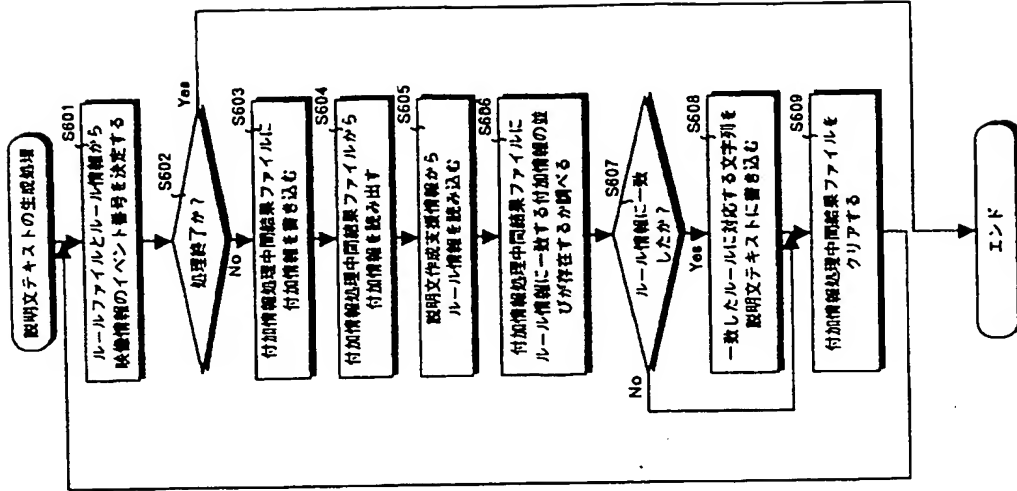 説明文テキストの生成処理
S601
ルールファイルとルール情報から
映像情報のイベント番号を決定する
S602
処理終了か?
Yes
No
S603
付加情報処理中間結果ファイルに
付加情報を書き込む
S604
付加情報処理中間結果ファイルから
付加情報を読み出す
S605
説明文作成支援情報から
ルール情報を読み込む
S606
付加情報処理中間結果ファイルに
ルール情報に一致する付加情報の並
びが存在するか調べる
S607
ルール情報に一致
したか?
No
Yes
S608
一致したルールに対応する文字列を
説明文テキストに書き込む
S609
付加情報処理中間結果ファイルを
クリアする
エンド